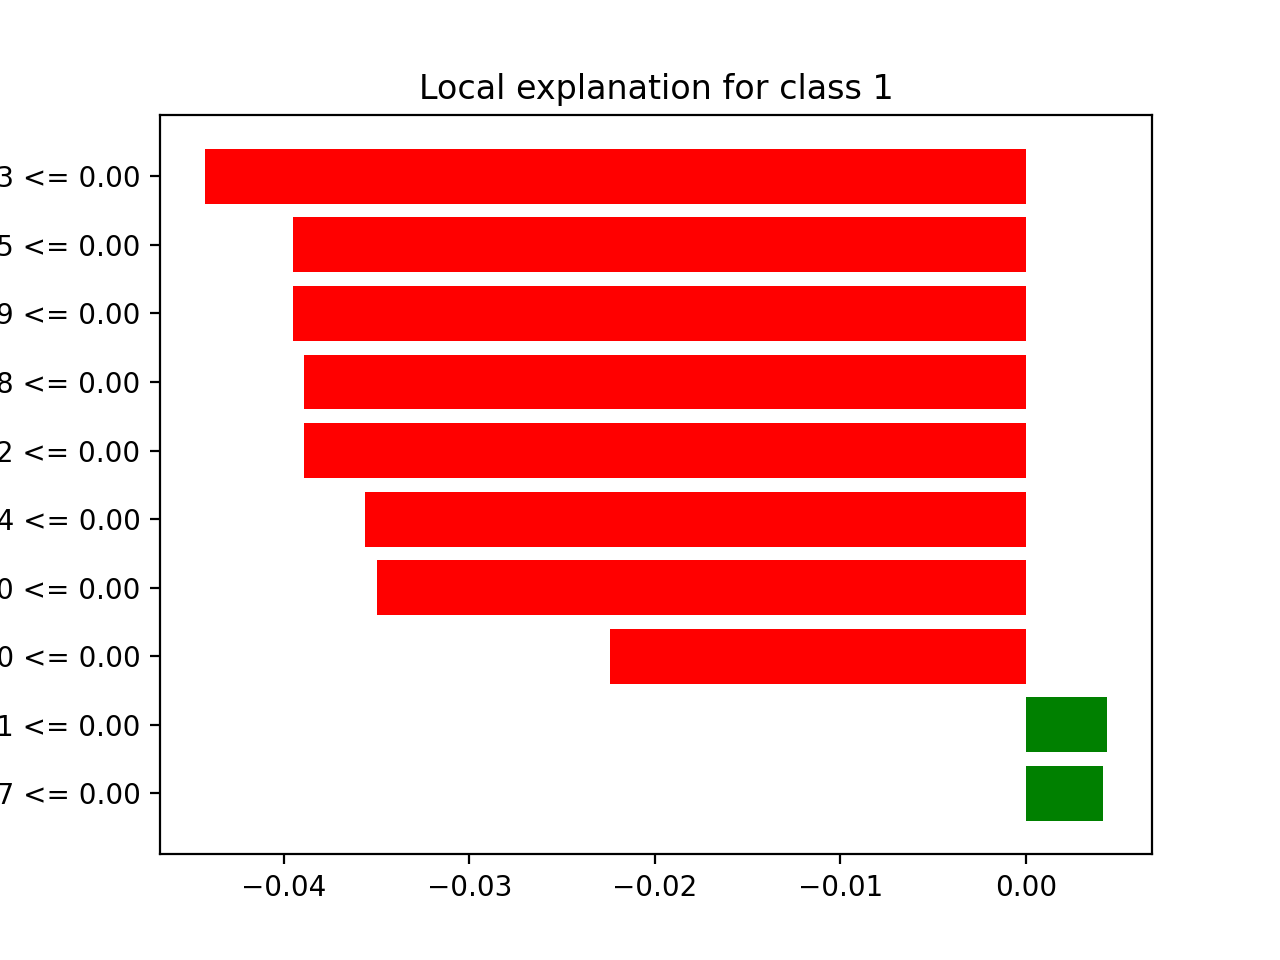 Local explanation for class 1
3 <= 0.00
5 <= 0.00
9 <= 0.00
8 <= 0.00
2 <= 0.00
4 <= 0.00
0 <= 0.00
0 <= 0.00
1 <= 0.00
7 <= 0.00
−0.04 −0.03 −0.02 −0.01 0.00